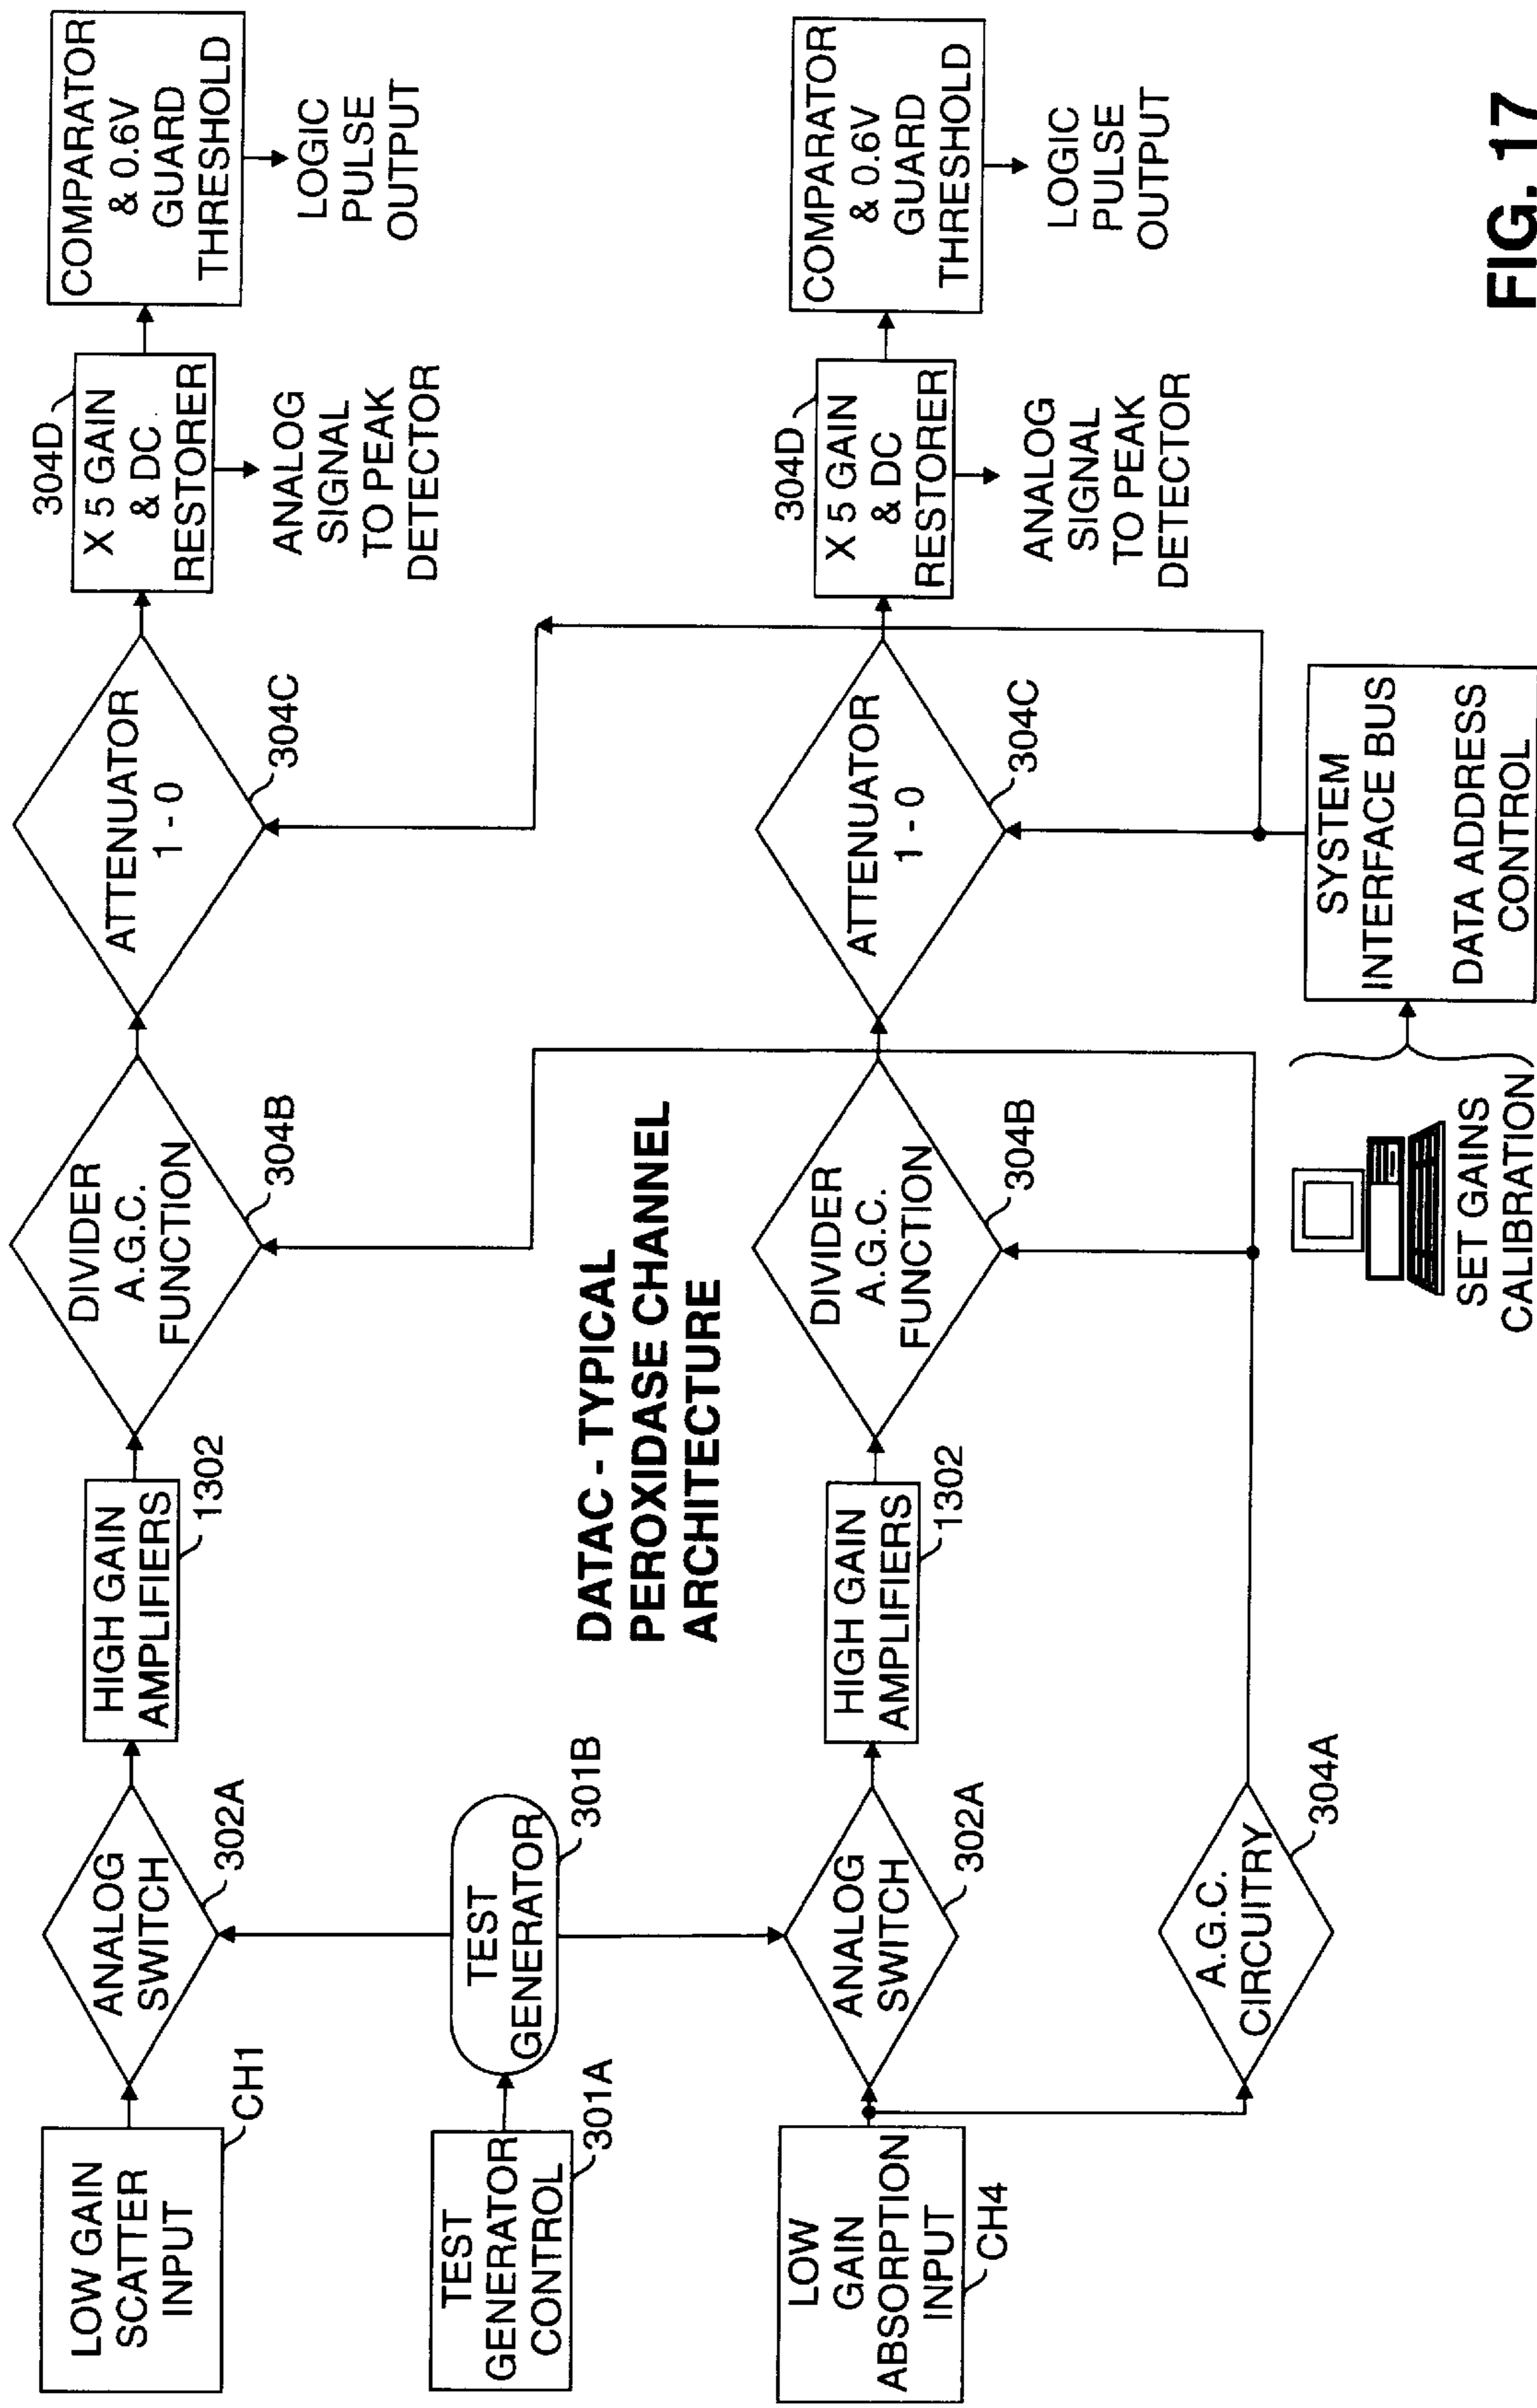 LOW GAIN
SCATTER
INPUT
CH1
ANALOG
SWITCH
302A
HIGH GAIN
AMPLIFIERS
1302
DIVIDER
A.G.C.
FUNCTION
304B
ATTENUATOR
1 - 0
304C
304D
X 5 GAIN
& DC
RESTORER
ANALOG
SIGNAL
TO PEAK
DETECTOR
COMPARATOR
& 0.6V
GUARD
THRESHOLD
LOGIC
PULSE
OUTPUT
TEST
GENERATOR
CONTROL
301A
TEST
GENERATOR
301B
DATAC - TYPICAL
PEROXIDASE CHANNEL
ARCHITECTURE
LOW
GAIN
ABSORPTION
INPUT
CH4
ANALOG
SWITCH
302A
HIGH GAIN
AMPLIFIERS
1302
DIVIDER
A.G.C.
FUNCTION
304B
ATTENUATOR
1 - 0
304C
304D
X 5 GAIN
& DC
RESTORER
ANALOG
SIGNAL
TO PEAK
DETECTOR
COMPARATOR
& 0.6V
GUARD
THRESHOLD
LOGIC
PULSE
OUTPUT
A.G.C.
CIRCUITRY
304A
SET GAINS
CALIBRATION
SYSTEM
INTERFACE BUS
DATA ADDRESS
CONTROL
FIG. 17